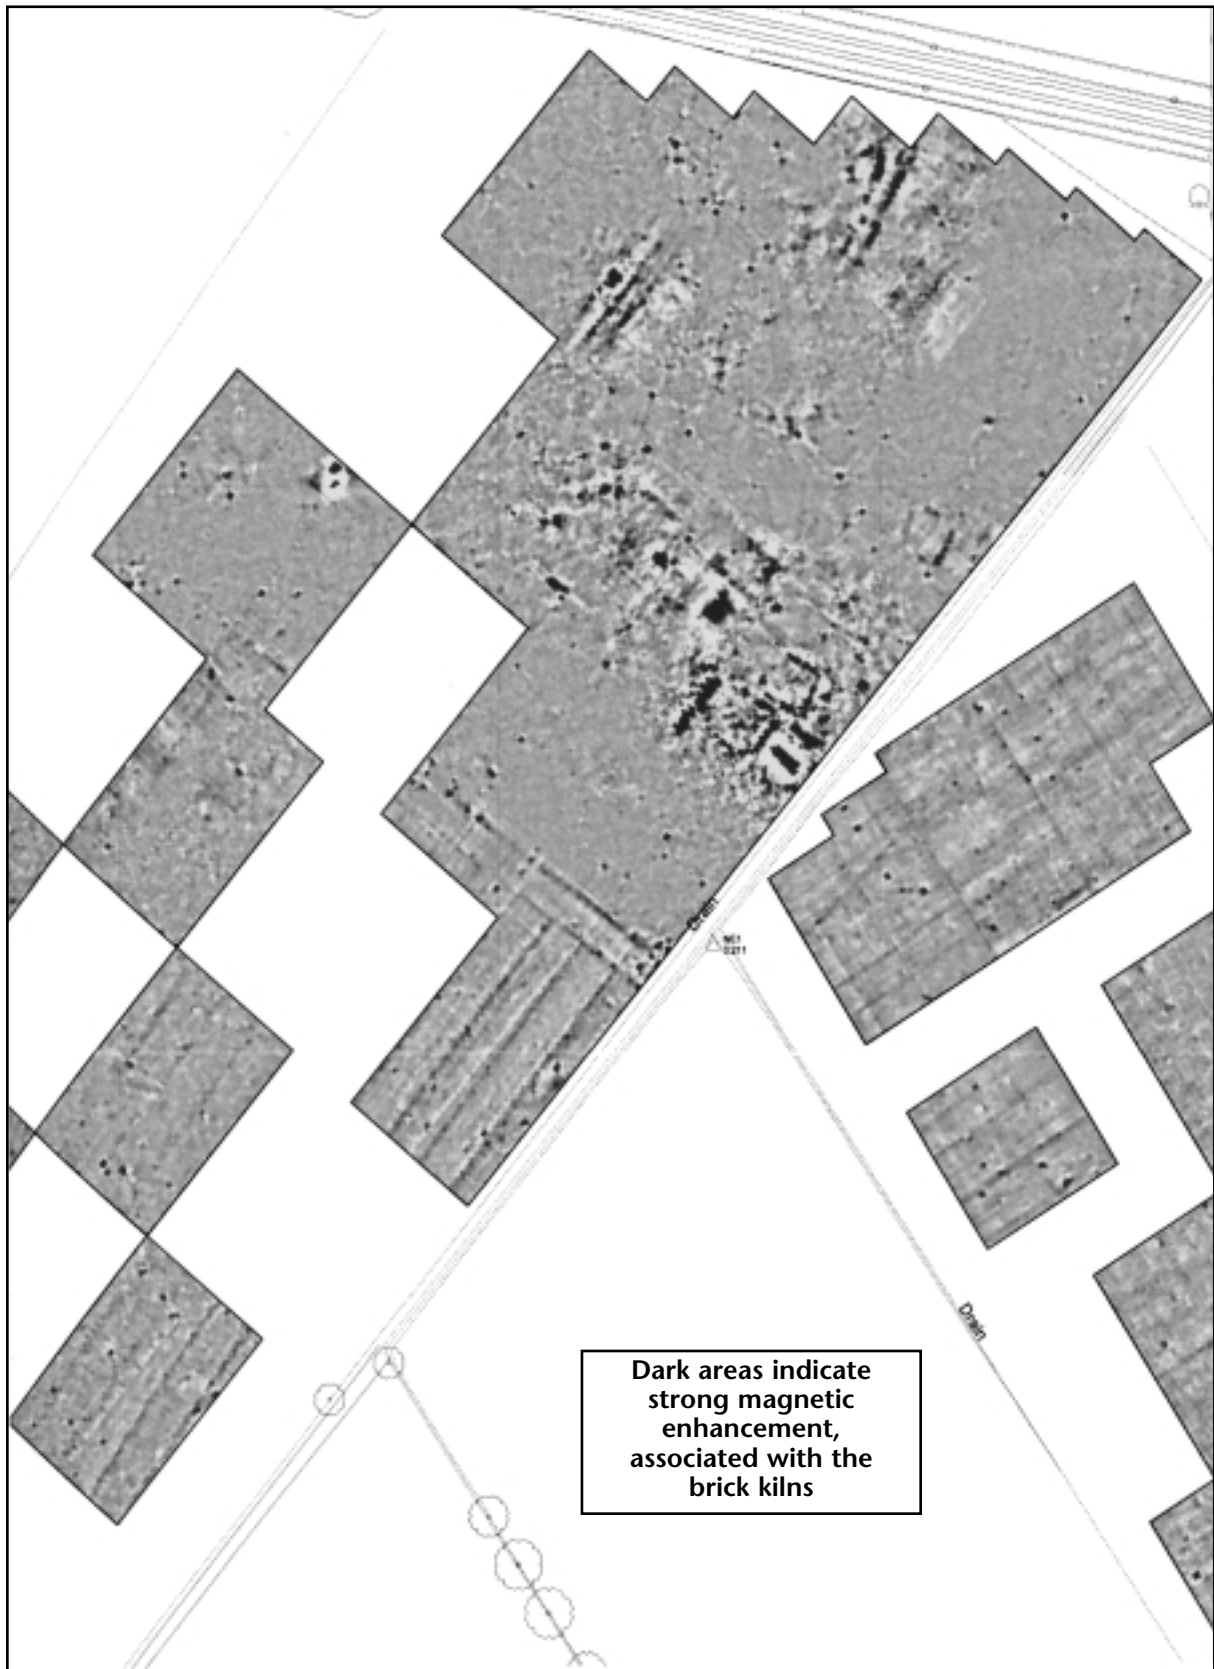 Drain
Drain
Dark areas indicate
strong magnetic
enhancement,
associated with the
brick kilns